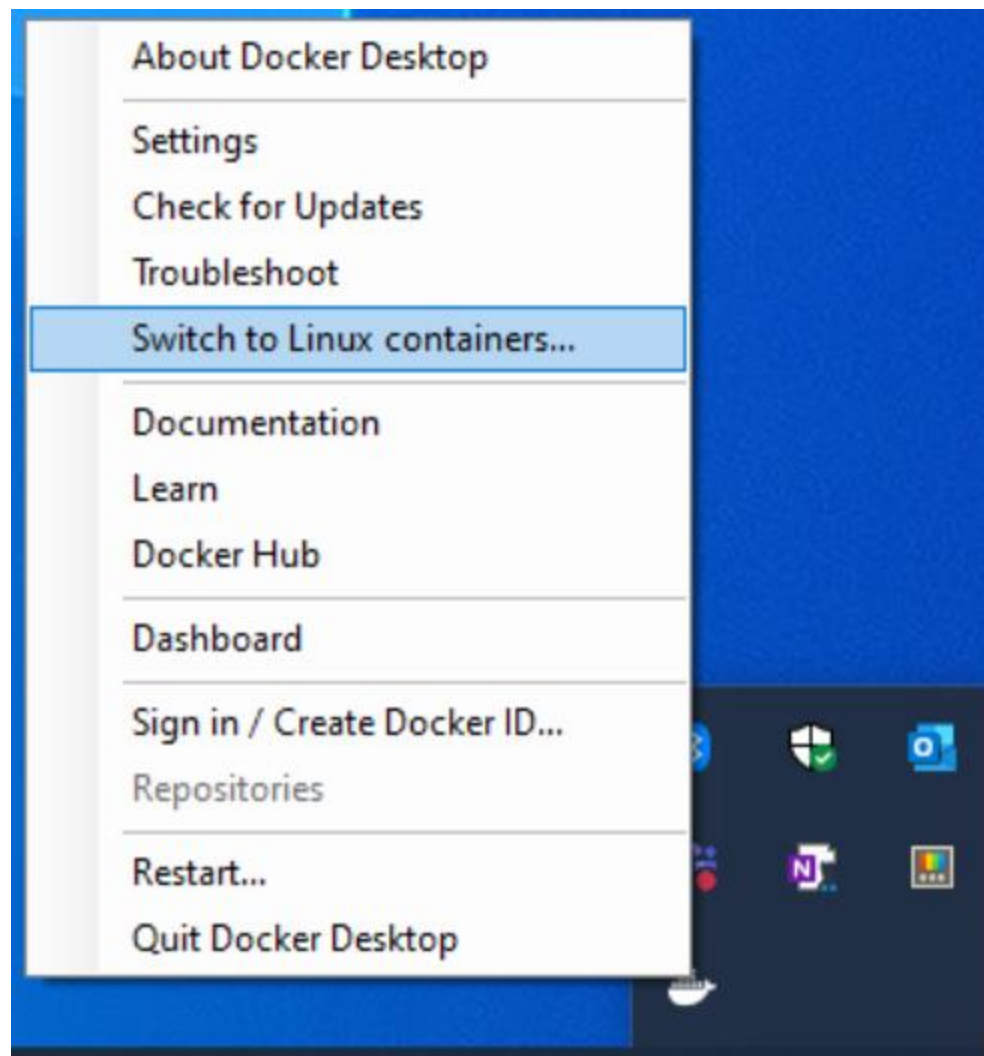 About Docker Desktop
Settings
Check for Updates
Troubleshoot
Switch to Linux containers...
Documentation
Learn
Docker Hub
Dashboard
Sign in / Create Docker ID...
Repositories
Restart...
Quit Docker Desktop
O
N